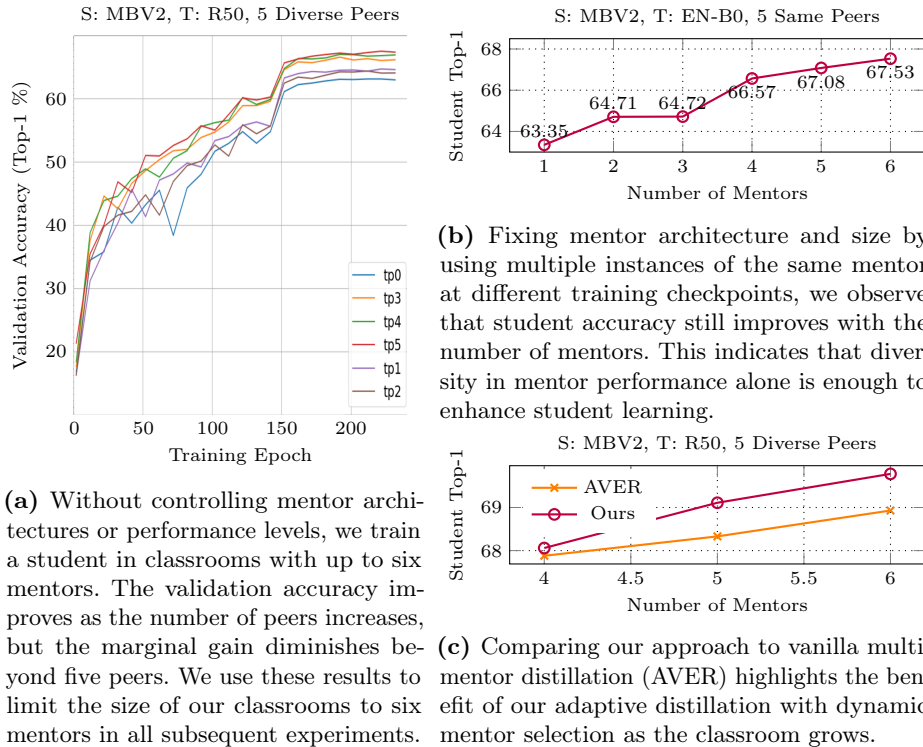 S: MBV2, T: R50, 5 Diverse Peers
Validation Accuracy (Top-1 %)
60
50
40
30
20
tp0
tp3
tp4
tp5
tp1
tp2
0
50
100
150
200
Training Epoch
(a) Without controlling mentor archi-
tectures or performance levels, we train
a student in classrooms with up to six
mentors. The validation accuracy im-
proves as the number of peers increases,
but the marginal gain diminishes be-
yond five peers. We use these results to
limit the size of our classrooms to six
mentors in all subsequent experiments.
S: MBV2, T: EN-B0, 5 Same Peers
Student Top-1
68
66
64
63.35
64.71
64.72
66.57
67.08
67.53
1
2
3
4
5
6
Number of Mentors
(b) Fixing mentor architecture and size by
using multiple instances of the same mentor
at different training checkpoints, we observe
that student accuracy still improves with the
number of mentors. This indicates that diver
sity in mentor performance alone is enough to
enhance student learning.
S: MBV2, T: R50, 5 Diverse Peers
Student Top-1
69
68
AVER
Ours
4
4.5
5
5.5
6
Number of Mentors
(c) Comparing our approach to vanilla multi
mentor distillation (AVER) highlights the ben
efit of our adaptive distillation with dynamic
mentor selection as the classroom grows.